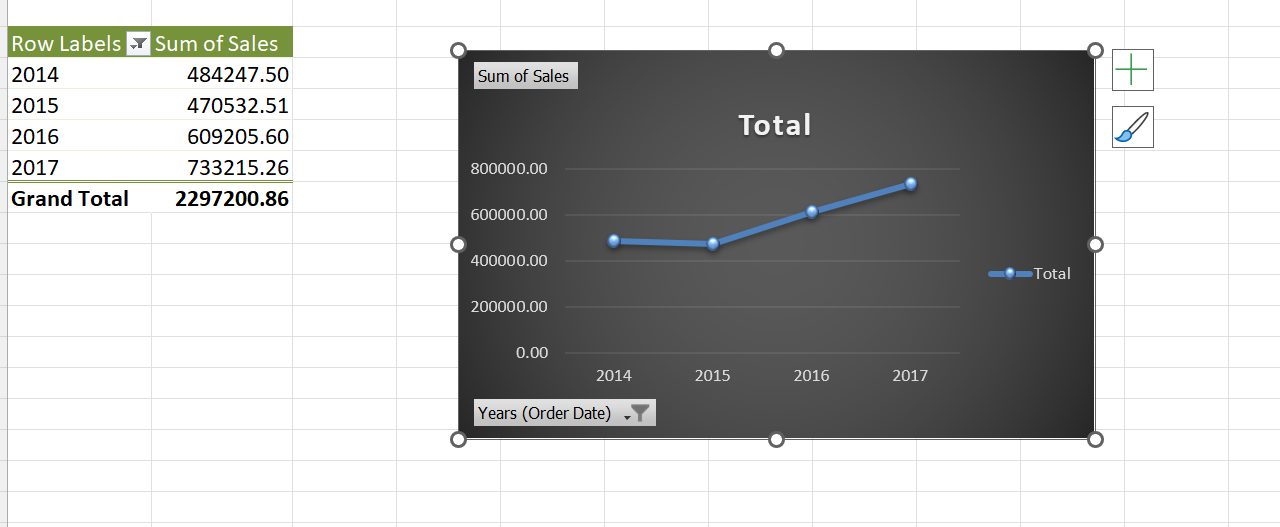 Row Labels Sum of Sales
2014 484247.50
2015 470532.51
2016 609205.60
2017 733215.26
Grand Total 2297200.86
Sum of Sales
Total
800000.00
600000.00
400000.00
200000.00
0.00
2014 2015 2016 2017
Total
Years (Order Date)